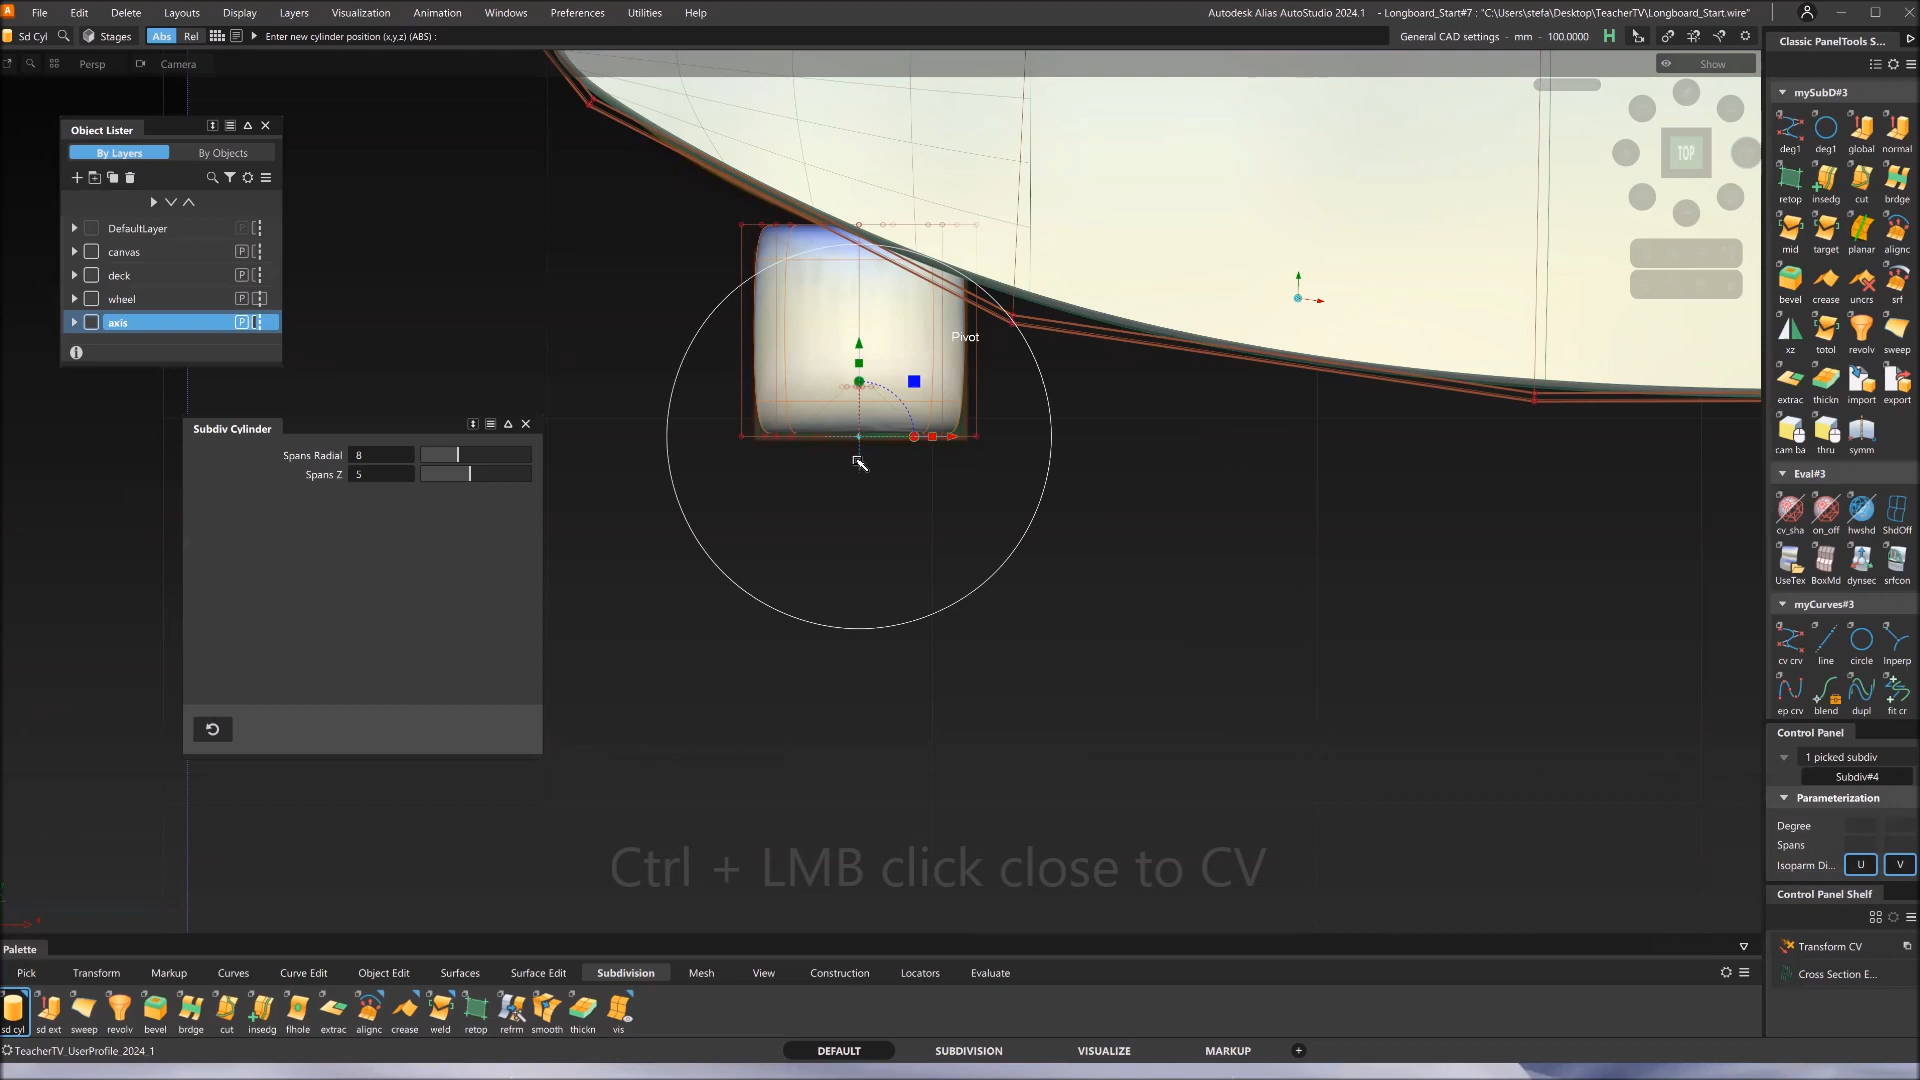 File Edit Delete Layouts Display Layers Visualization Animation Windows Preferences Utilities Help
Autodesk Alias AutoStudio 2024.1 - Longboard_Start#7 : "C:\Users\stefa\Desktop\TeacherTV\Longboard_Start.wire"
Sd Cyl Stages Abs Rel Enter new cylinder position (x,y,z) (ABS) :
General CAD settings - mm - 100.0000
Classic PanelTools S...
Persp Camera Show
Object Lister
By Layers By Objects
DefaultLayer P
canvas P
deck P
wheel P
axis P
Subdiv Cylinder
Spans Radial 8
Spans Z 5
Pivot
TOP
Ctrl + LMB click close to CV
mySubD#3
deg1 deg1 global normal
retop insedg cut brdge
mid target planar alignc
bevel crease uncrs srf
xz totol revolv sweep
extrac thickn import export
cam ba thru symm
Eval#3
cv_sha on_off hwshd ShdOff
UseTex BoxMd dynsec srfcon
myCurves#3
cv crv line circle lnperp
ep crv blend dupl fit cr
Control Panel
1 picked subdiv
Subdiv#4
Parameterization
Degree
Spans
Isoparm Di... U V
Control Panel Shelf
Transform CV
Cross Section E...
Palette
Pick Transform Markup Curves Curve Edit Object Edit Surfaces Surface Edit Subdivision Mesh View Construction Locators Evaluate
sd cyl sd ext sweep revolv bevel brdge cut insedg flhole extrac alignc crease weld retop refrm smooth thickn vis
TeacherTV_UserProfile_2024_1
DEFAULT SUBDIVISION VISUALIZE MARKUP